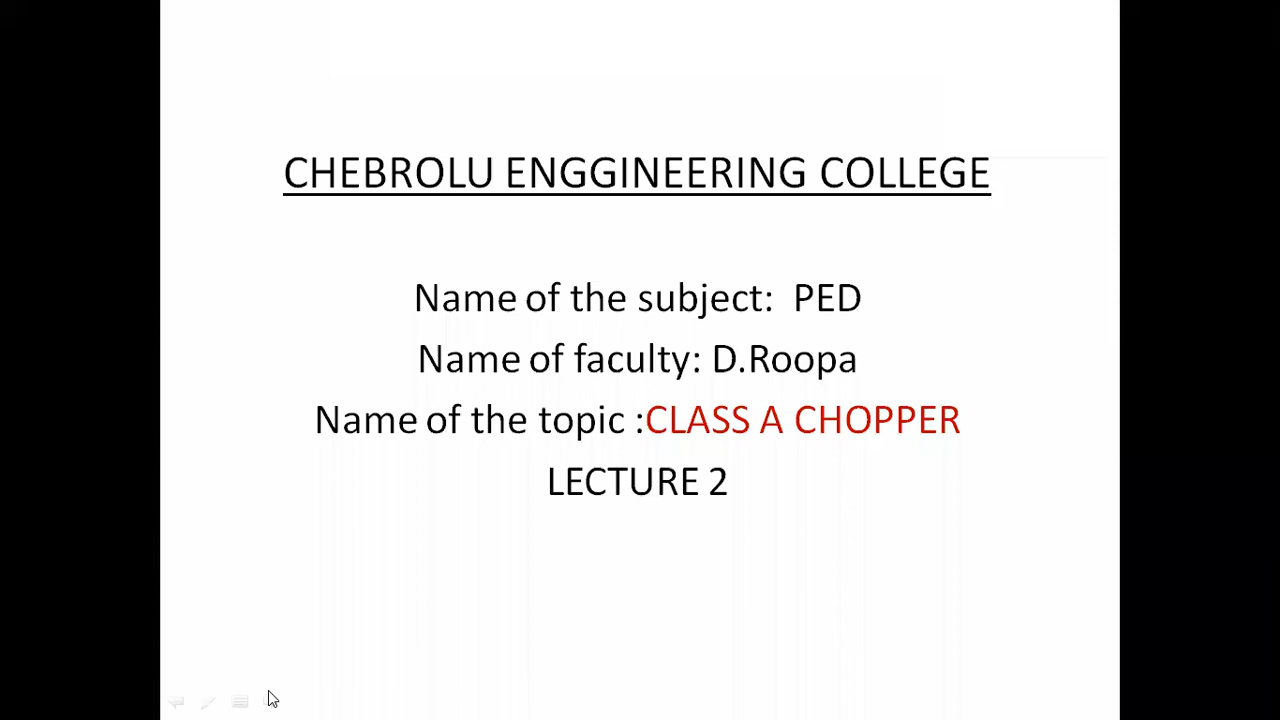 CHEBROLU ENGGINEERING COLLEGE
Name of the subject:  PED
Name of faculty: D.Roopa
Name of the topic :CLASS A CHOPPER
LECTURE 2